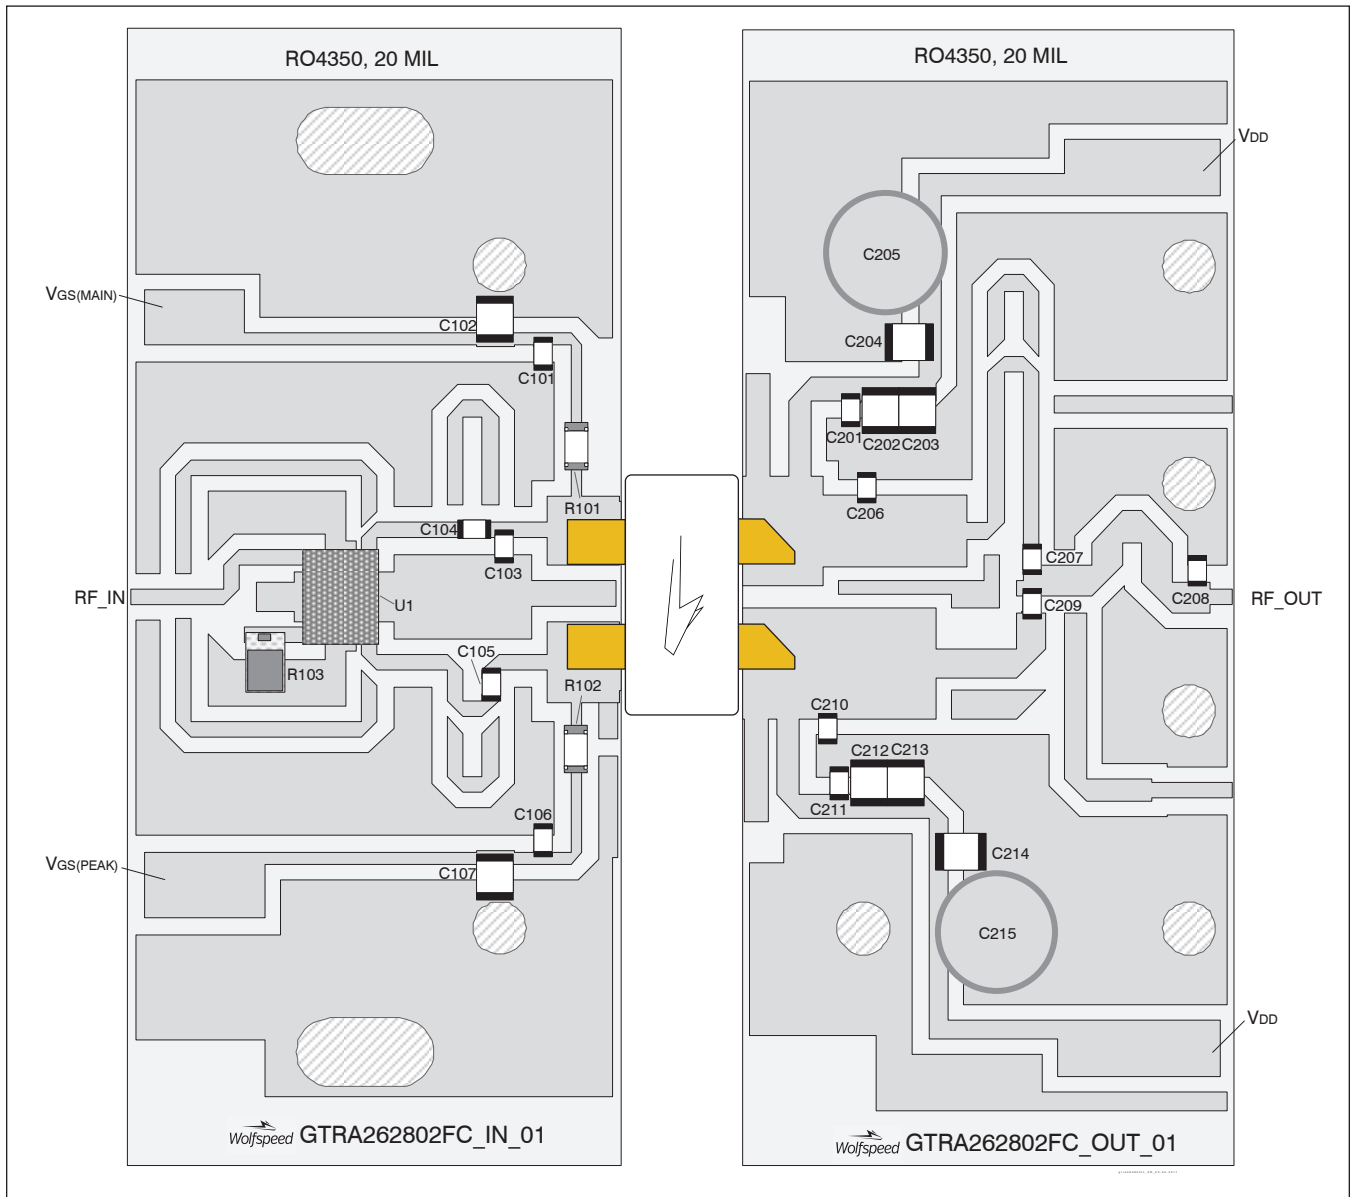 RO4350, 20 MIL
RO4350, 20 MIL
VDD
C205
VGS(MAIN)
C102
C101
C204
C201
C202
C203
R101
C206
C104
C103
C207
C208
RF_IN
U1
C209
RF_OUT
C105
R103
R102
C210
C212
C213
C211
C106
C214
VGS(PEAK)
C107
C215
VDD
Wolfspeed
GTRA262802FC_IN_01
Wolfspeed
GTRA262802FC_OUT_01